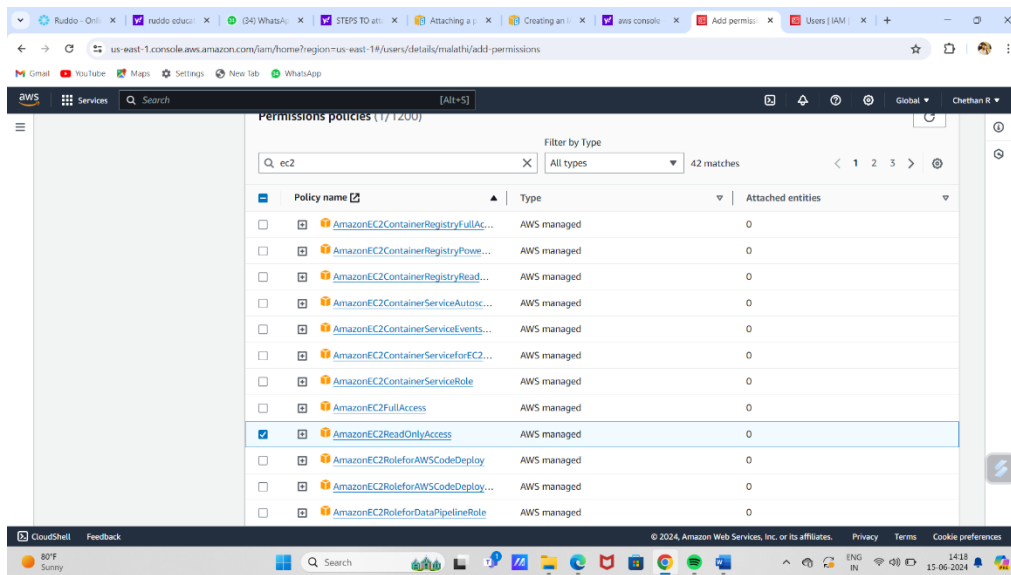 Ruddo - Onli
ruddo educa
(34) WhatsA
STEPS TO att
Attaching a p
Creating an I
aws console
Add permiss
Users | IAM
us-east-1.console.aws.amazon.com/iam/home?region=us-east-1#/users/details/malathi/add-permissions
Gmail YouTube Maps Settings New Tab WhatsApp
aws Services Search [Alt+S] Global Chethan R
Permissions policies (1/1200)
Filter by Type
ec2 All types 42 matches 1 2 3
Policy name Type Attached entities
AmazonEC2ContainerRegistryFullAc... AWS managed 0
AmazonEC2ContainerRegistryPowe... AWS managed 0
AmazonEC2ContainerRegistryRead... AWS managed 0
AmazonEC2ContainerServiceAutosc... AWS managed 0
AmazonEC2ContainerServiceEvents... AWS managed 0
AmazonEC2ContainerServiceforEC2... AWS managed 0
AmazonEC2ContainerServiceRole AWS managed 0
AmazonEC2FullAccess AWS managed 0
AmazonEC2ReadOnlyAccess AWS managed 0
AmazonEC2RoleforAWSCodeDeploy AWS managed 0
AmazonEC2RoleforAWSCodeDeploy... AWS managed 0
AmazonEC2RoleforDataPipelineRole AWS managed 0
CloudShell Feedback © 2024, Amazon Web Services, Inc. or its affiliates. Privacy Terms Cookie preferences
80°F
Sunny
Search
ENG
IN
14:18
15-06-2024